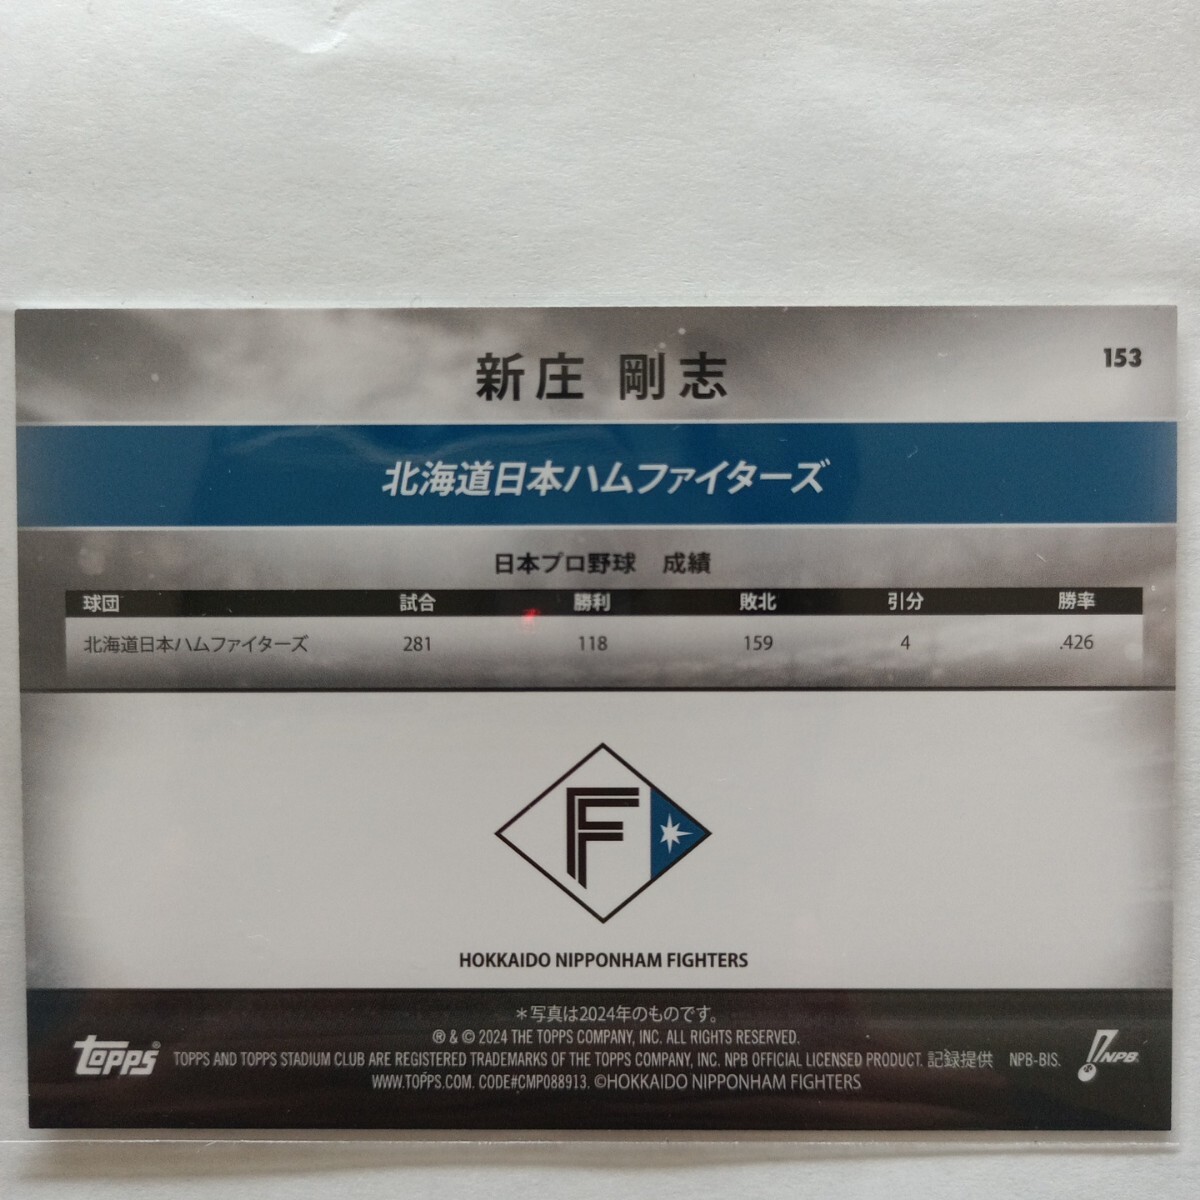 153
新庄 剛志
北海道日本ハムファイターズ
日本プロ野球 成績
球団 試合 勝利 敗北 引分 勝率
北海道日本ハムファイターズ 281 118 159 4 .426
F
HOKKAIDO NIPPONHAM FIGHTERS
＊写真は2024年のものです。
® & © 2024 THE TOPPS COMPANY, INC. ALL RIGHTS RESERVED.
topps® TOPPS AND TOPPS STADIUM CLUB ARE REGISTERED TRADEMARKS OF THE TOPPS COMPANY, INC. NPB OFFICIAL LICENSED PRODUCT. 記録提供 NPB-BIS. NPB
WWW.TOPPS.COM. CODE#CMP088913. ©HOKKAIDO NIPPONHAM FIGHTERS